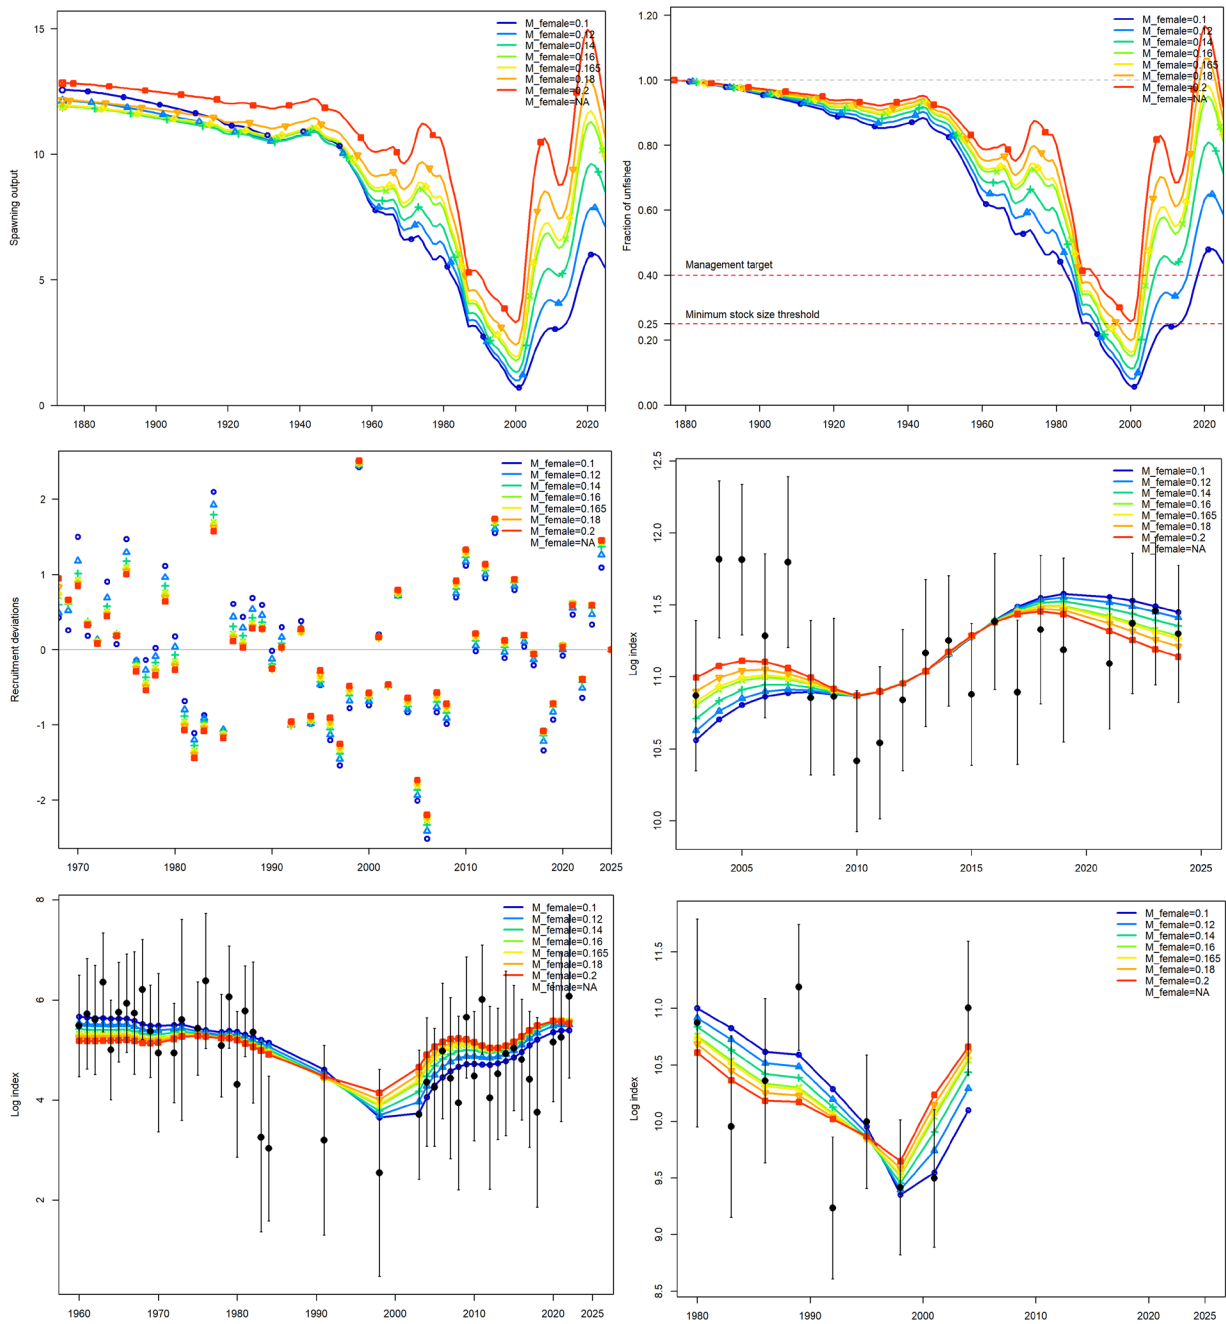 Spawning output
15
10
5
0
1880 1900 1920 1940 1960 1980 2000 2020
M_female=0.1
M_female=0.12
M_female=0.14
M_female=0.16
M_female=0.165
M_female=0.18
M_female=0.2
M_female=NA
Fraction of unfished
1.20
1.00
0.80
0.60
0.40
0.25
0.20
0.00
Management target
Minimum stock size threshold
1880 1900 1920 1940 1960 1980 2000 2020
M_female=0.1
M_female=0.12
M_female=0.14
M_female=0.16
M_female=0.165
M_female=0.18
M_female=0.2
M_female=NA
Recruitment deviations
2
1
0
-1
-2
1970 1980 1990 2000 2010 2020 2025
M_female=0.1
M_female=0.12
M_female=0.14
M_female=0.16
M_female=0.165
M_female=0.18
M_female=0.2
M_female=NA
Log index
12.5
12.0
11.5
11.0
10.5
10.0
2005 2010 2015 2020 2025
M_female=0.1
M_female=0.12
M_female=0.14
M_female=0.16
M_female=0.165
M_female=0.18
M_female=0.2
M_female=NA
Log index
8
6
4
2
1960 1970 1980 1990 2000 2010 2020 2025
M_female=0.1
M_female=0.12
M_female=0.14
M_female=0.16
M_female=0.165
M_female=0.18
M_female=0.2
M_female=NA
Log index
11.5
11.0
10.5
10.0
9.5
9.0
8.5
1980 1990 2000 2010 2020 2025
M_female=0.1
M_female=0.12
M_female=0.14
M_female=0.16
M_female=0.165
M_female=0.18
M_female=0.2
M_female=NA